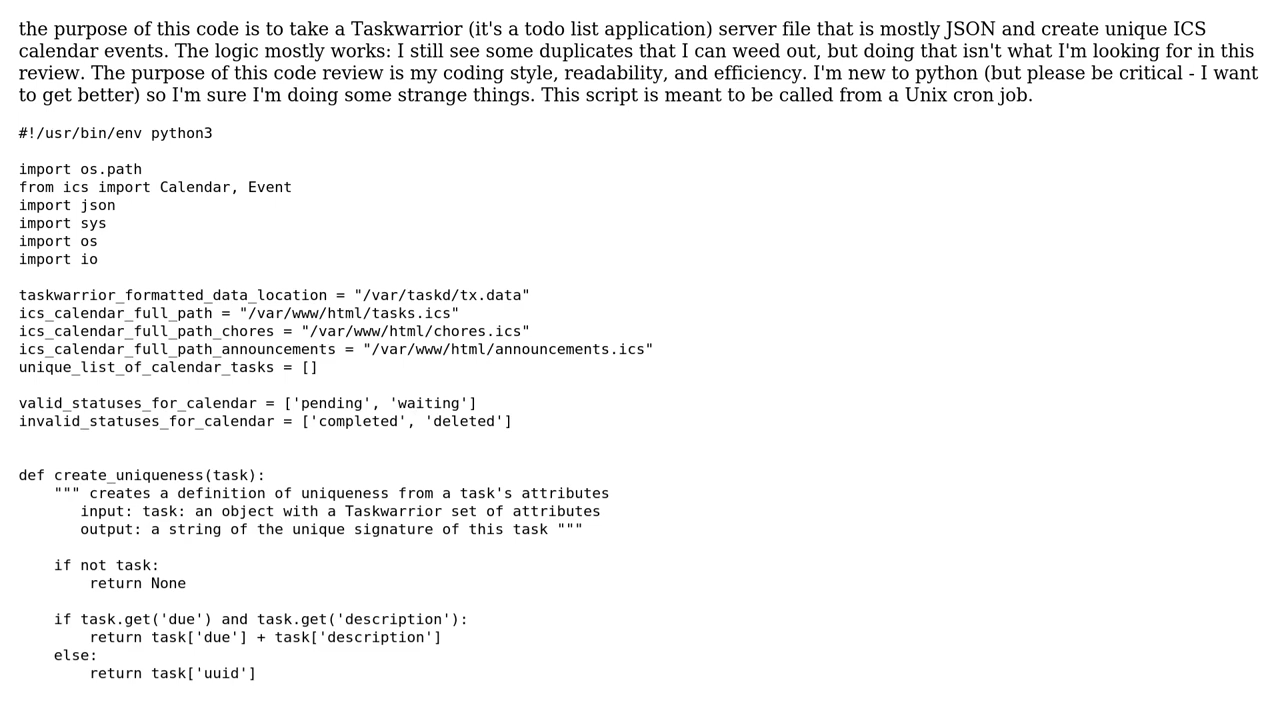 the purpose of this code is to take a Taskwarrior (it's a todo list application) server file that is mostly JSON and create unique ICS
calendar events. The logic mostly works: I still see some duplicates that I can weed out, but doing that isn't what I'm looking for in this
review. The purpose of this code review is my coding style, readability, and efficiency. I'm new to python (but please be critical - I want
to get better) so I'm sure I'm doing some strange things. This script is meant to be called from a Unix cron job.
#!/usr/bin/env python3
import os.path
from ics import Calendar, Event
import json
import sys
import os
import io
taskwarrior_formatted_data_location = "/var/taskd/tx.data"
ics_calendar_full_path = "/var/www/html/tasks.ics"
ics_calendar_full_path_chores = "/var/www/html/chores.ics"
ics_calendar_full_path_announcements = "/var/www/html/announcements.ics"
unique_list_of_calendar_tasks = []
valid_statuses_for_calendar = ['pending', 'waiting']
invalid_statuses_for_calendar = ['completed', 'deleted']
def create_uniqueness(task):
    """ creates a definition of uniqueness from a task's attributes
       input: task: an object with a Taskwarrior set of attributes
       output: a string of the unique signature of this task """
    if not task:
        return None
    if task.get('due') and task.get('description'):
        return task['due'] + task['description']
    else:
        return task['uuid']